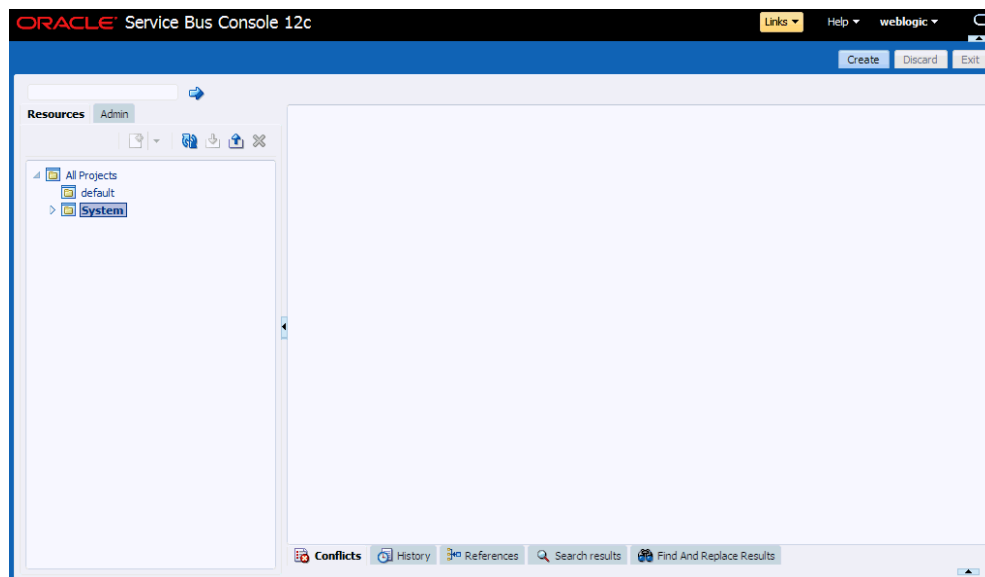 ORACLE Service Bus Console 12c
Links Help weblogic
Create Discard Exit
Resources Admin
All Projects
default
System
Conflicts History References Search results Find And Replace Results